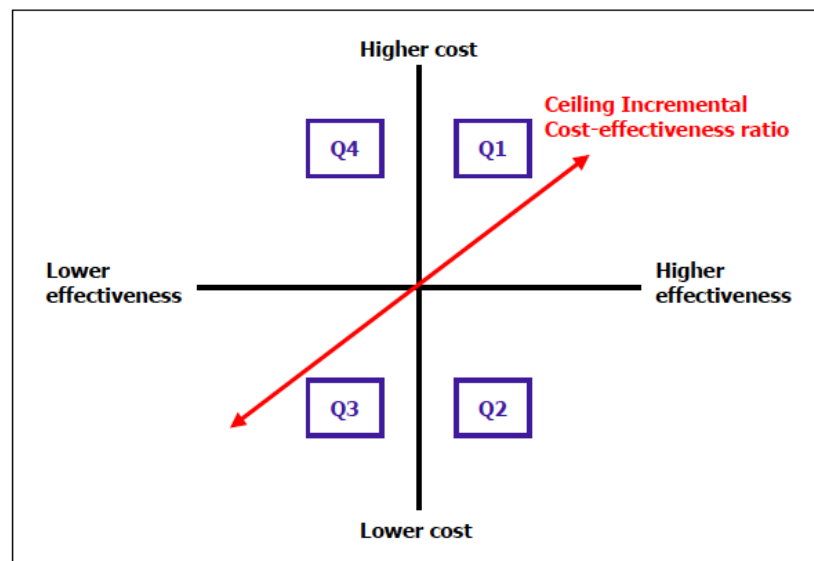 Higher cost
Ceiling Incremental
Cost-effectiveness ratio
Q4
Q1
Lower
effectiveness
Higher
effectiveness
Q3
Q2
Lower cost